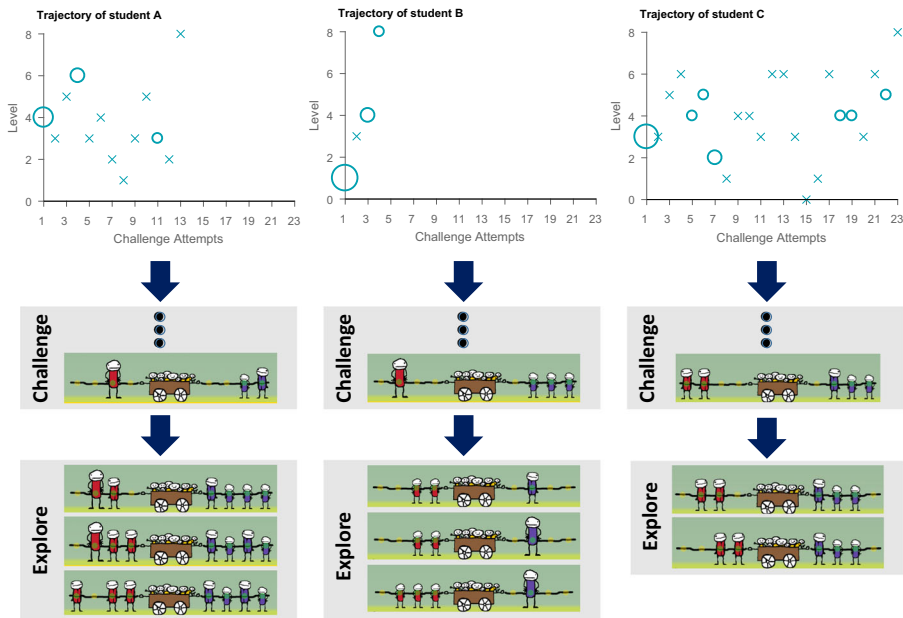 Trajectory of student A
8
6
4
2
0
Level
1 3 5 7 9 11 13 15 17 19 21 23
Challenge Attempts
Trajectory of student B
8
6
4
2
0
1 3 5 7 9 11 13 15 17 19 21 23
Challenge Attempts
Trajectory of student C
8
6
4
2
0
Level
1 3 5 7 9 11 13 15 17 19 21 23
Challenge Attempts
Challenge
Challenge
Challenge
Explore
Explore
Explore